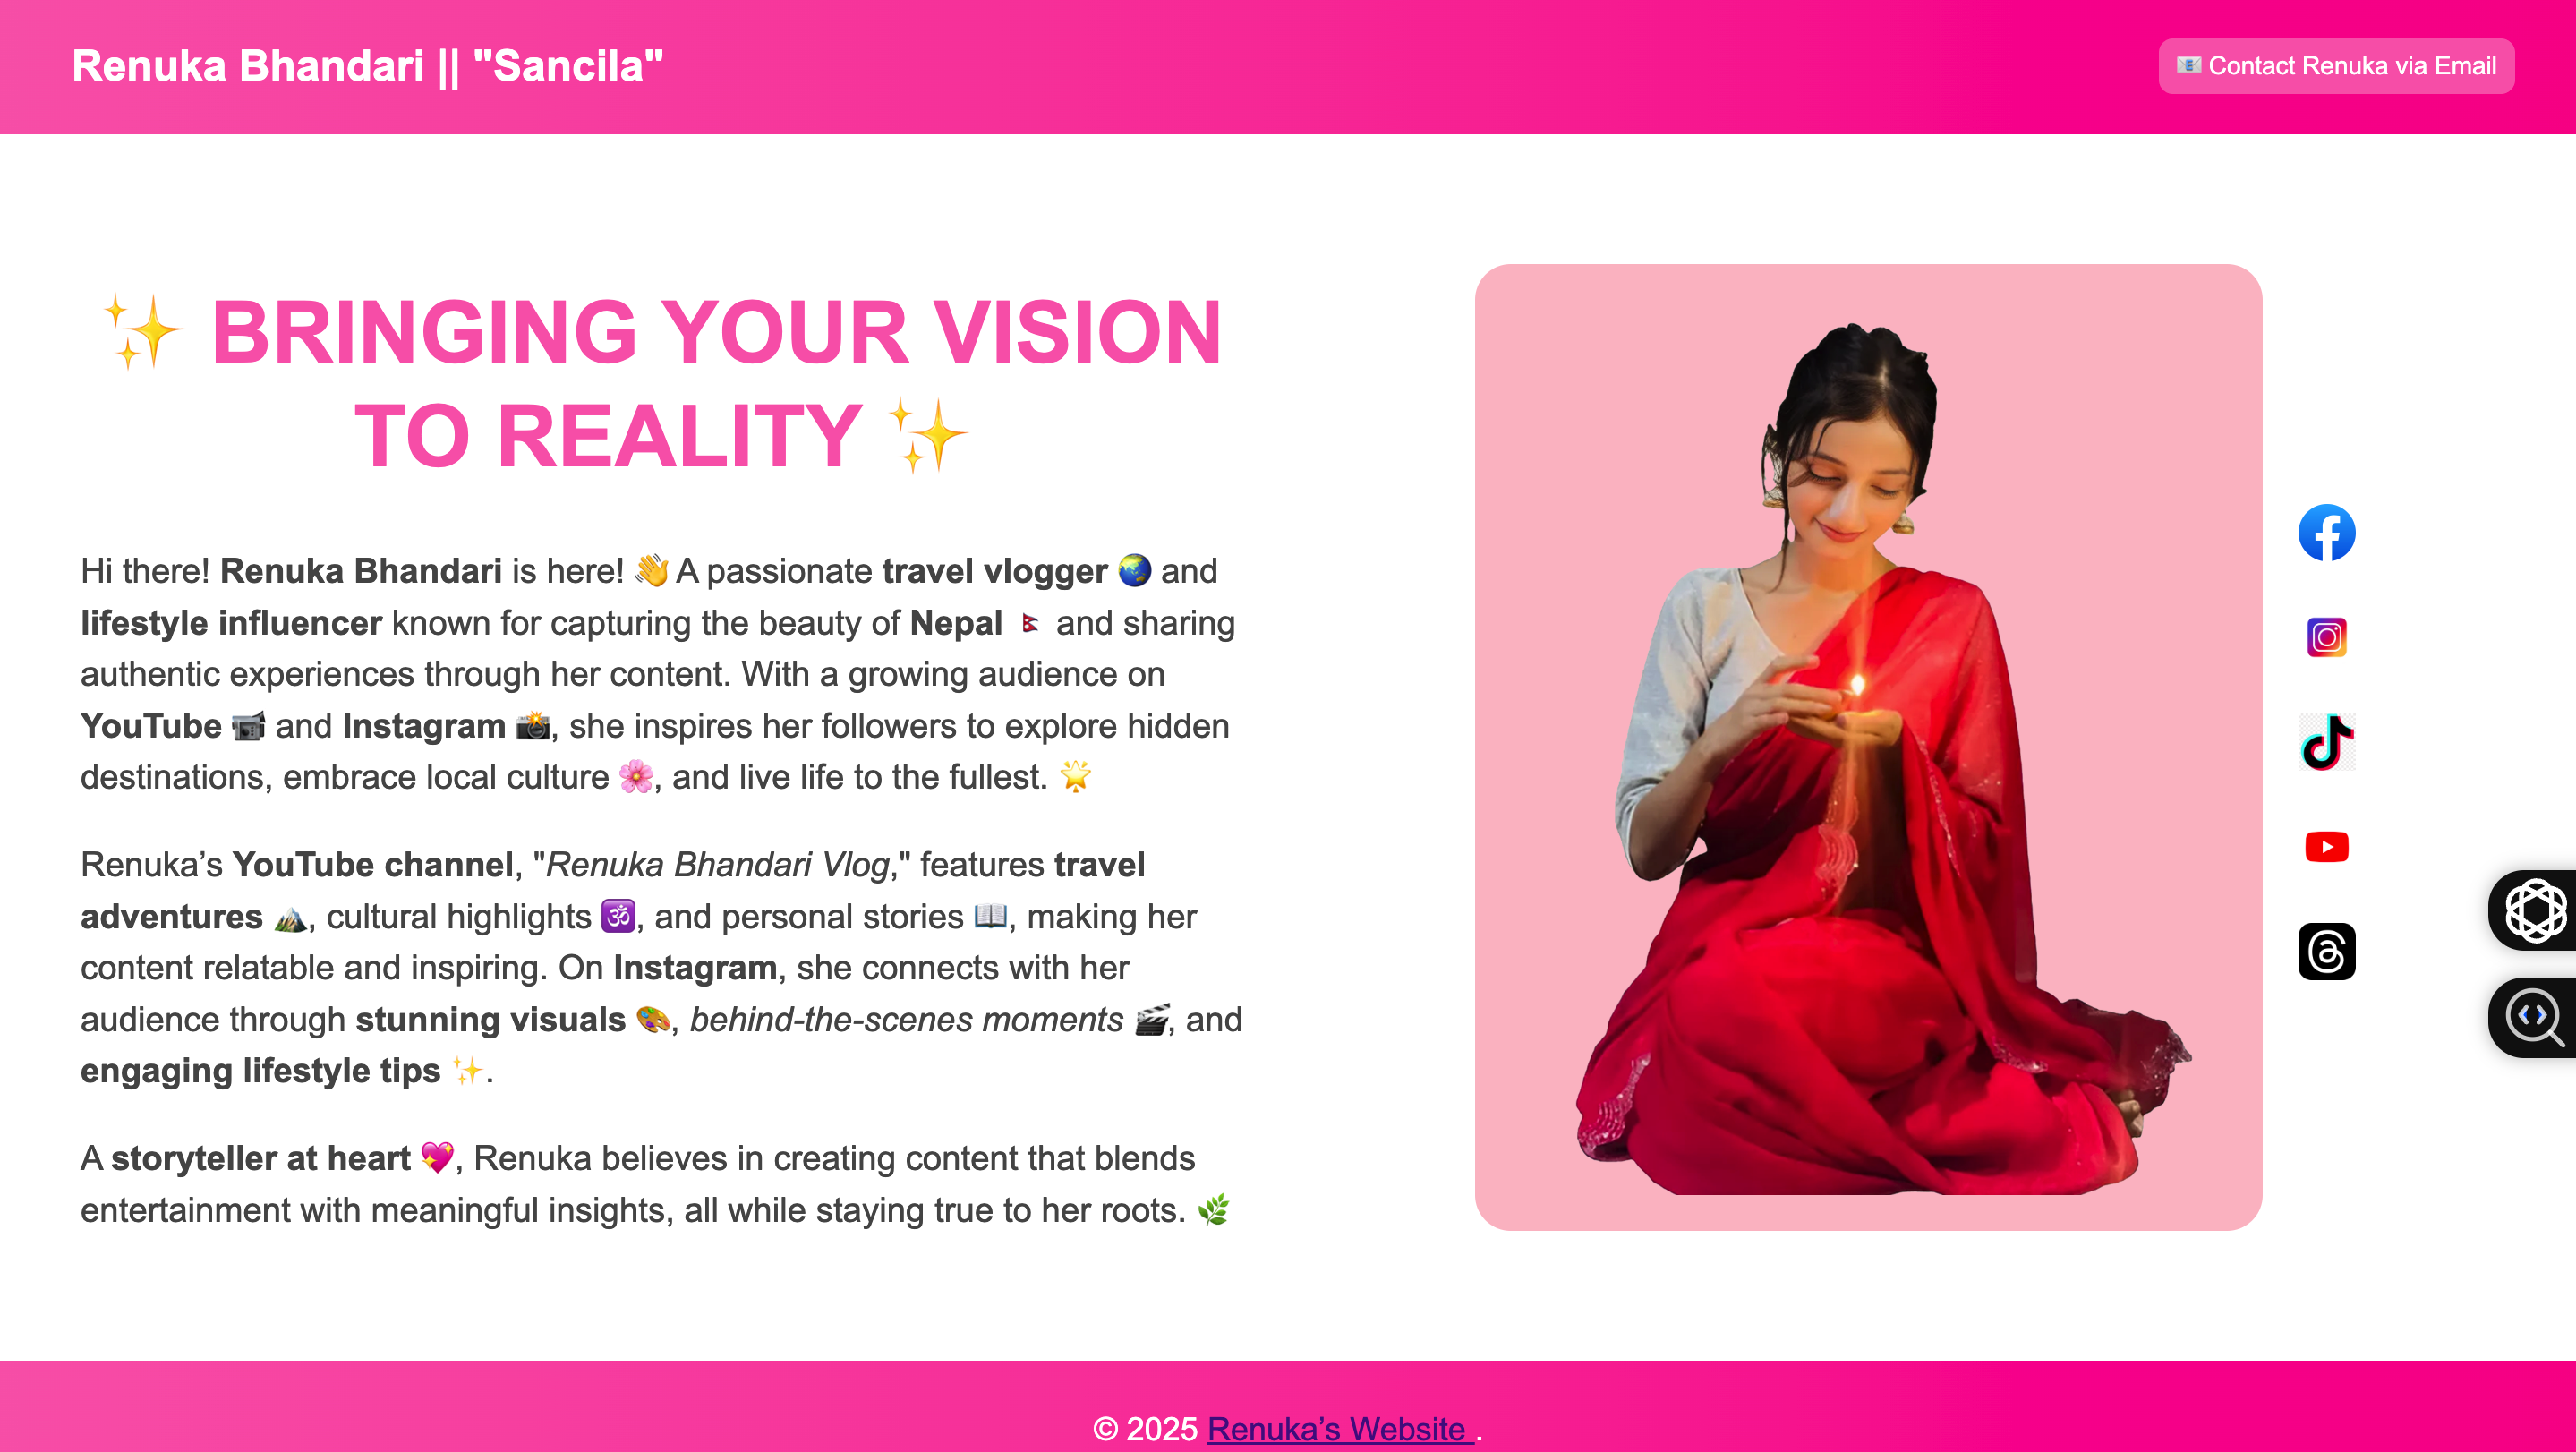 Renuka Bhandari || "Sancila"
📧 Contact Renuka via Email
✨ BRINGING YOUR VISION
TO REALITY ✨
Hi there! Renuka Bhandari is here! 👋 A passionate travel vlogger 🌏 and
lifestyle influencer known for capturing the beauty of Nepal 🇳🇵 and sharing
authentic experiences through her content. With a growing audience on
YouTube 📹 and Instagram 📸, she inspires her followers to explore hidden
destinations, embrace local culture 🌸, and live life to the fullest. 🌟
Renuka’s YouTube channel, "Renuka Bhandari Vlog," features travel
adventures 🏔️, cultural highlights 🕉️, and personal stories 📖, making her
content relatable and inspiring. On Instagram, she connects with her
audience through stunning visuals 🎨, behind-the-scenes moments 🎬, and
engaging lifestyle tips ✨.
A storyteller at heart 💖, Renuka believes in creating content that blends
entertainment with meaningful insights, all while staying true to her roots. 🌿
© 2025 Renuka’s Website .